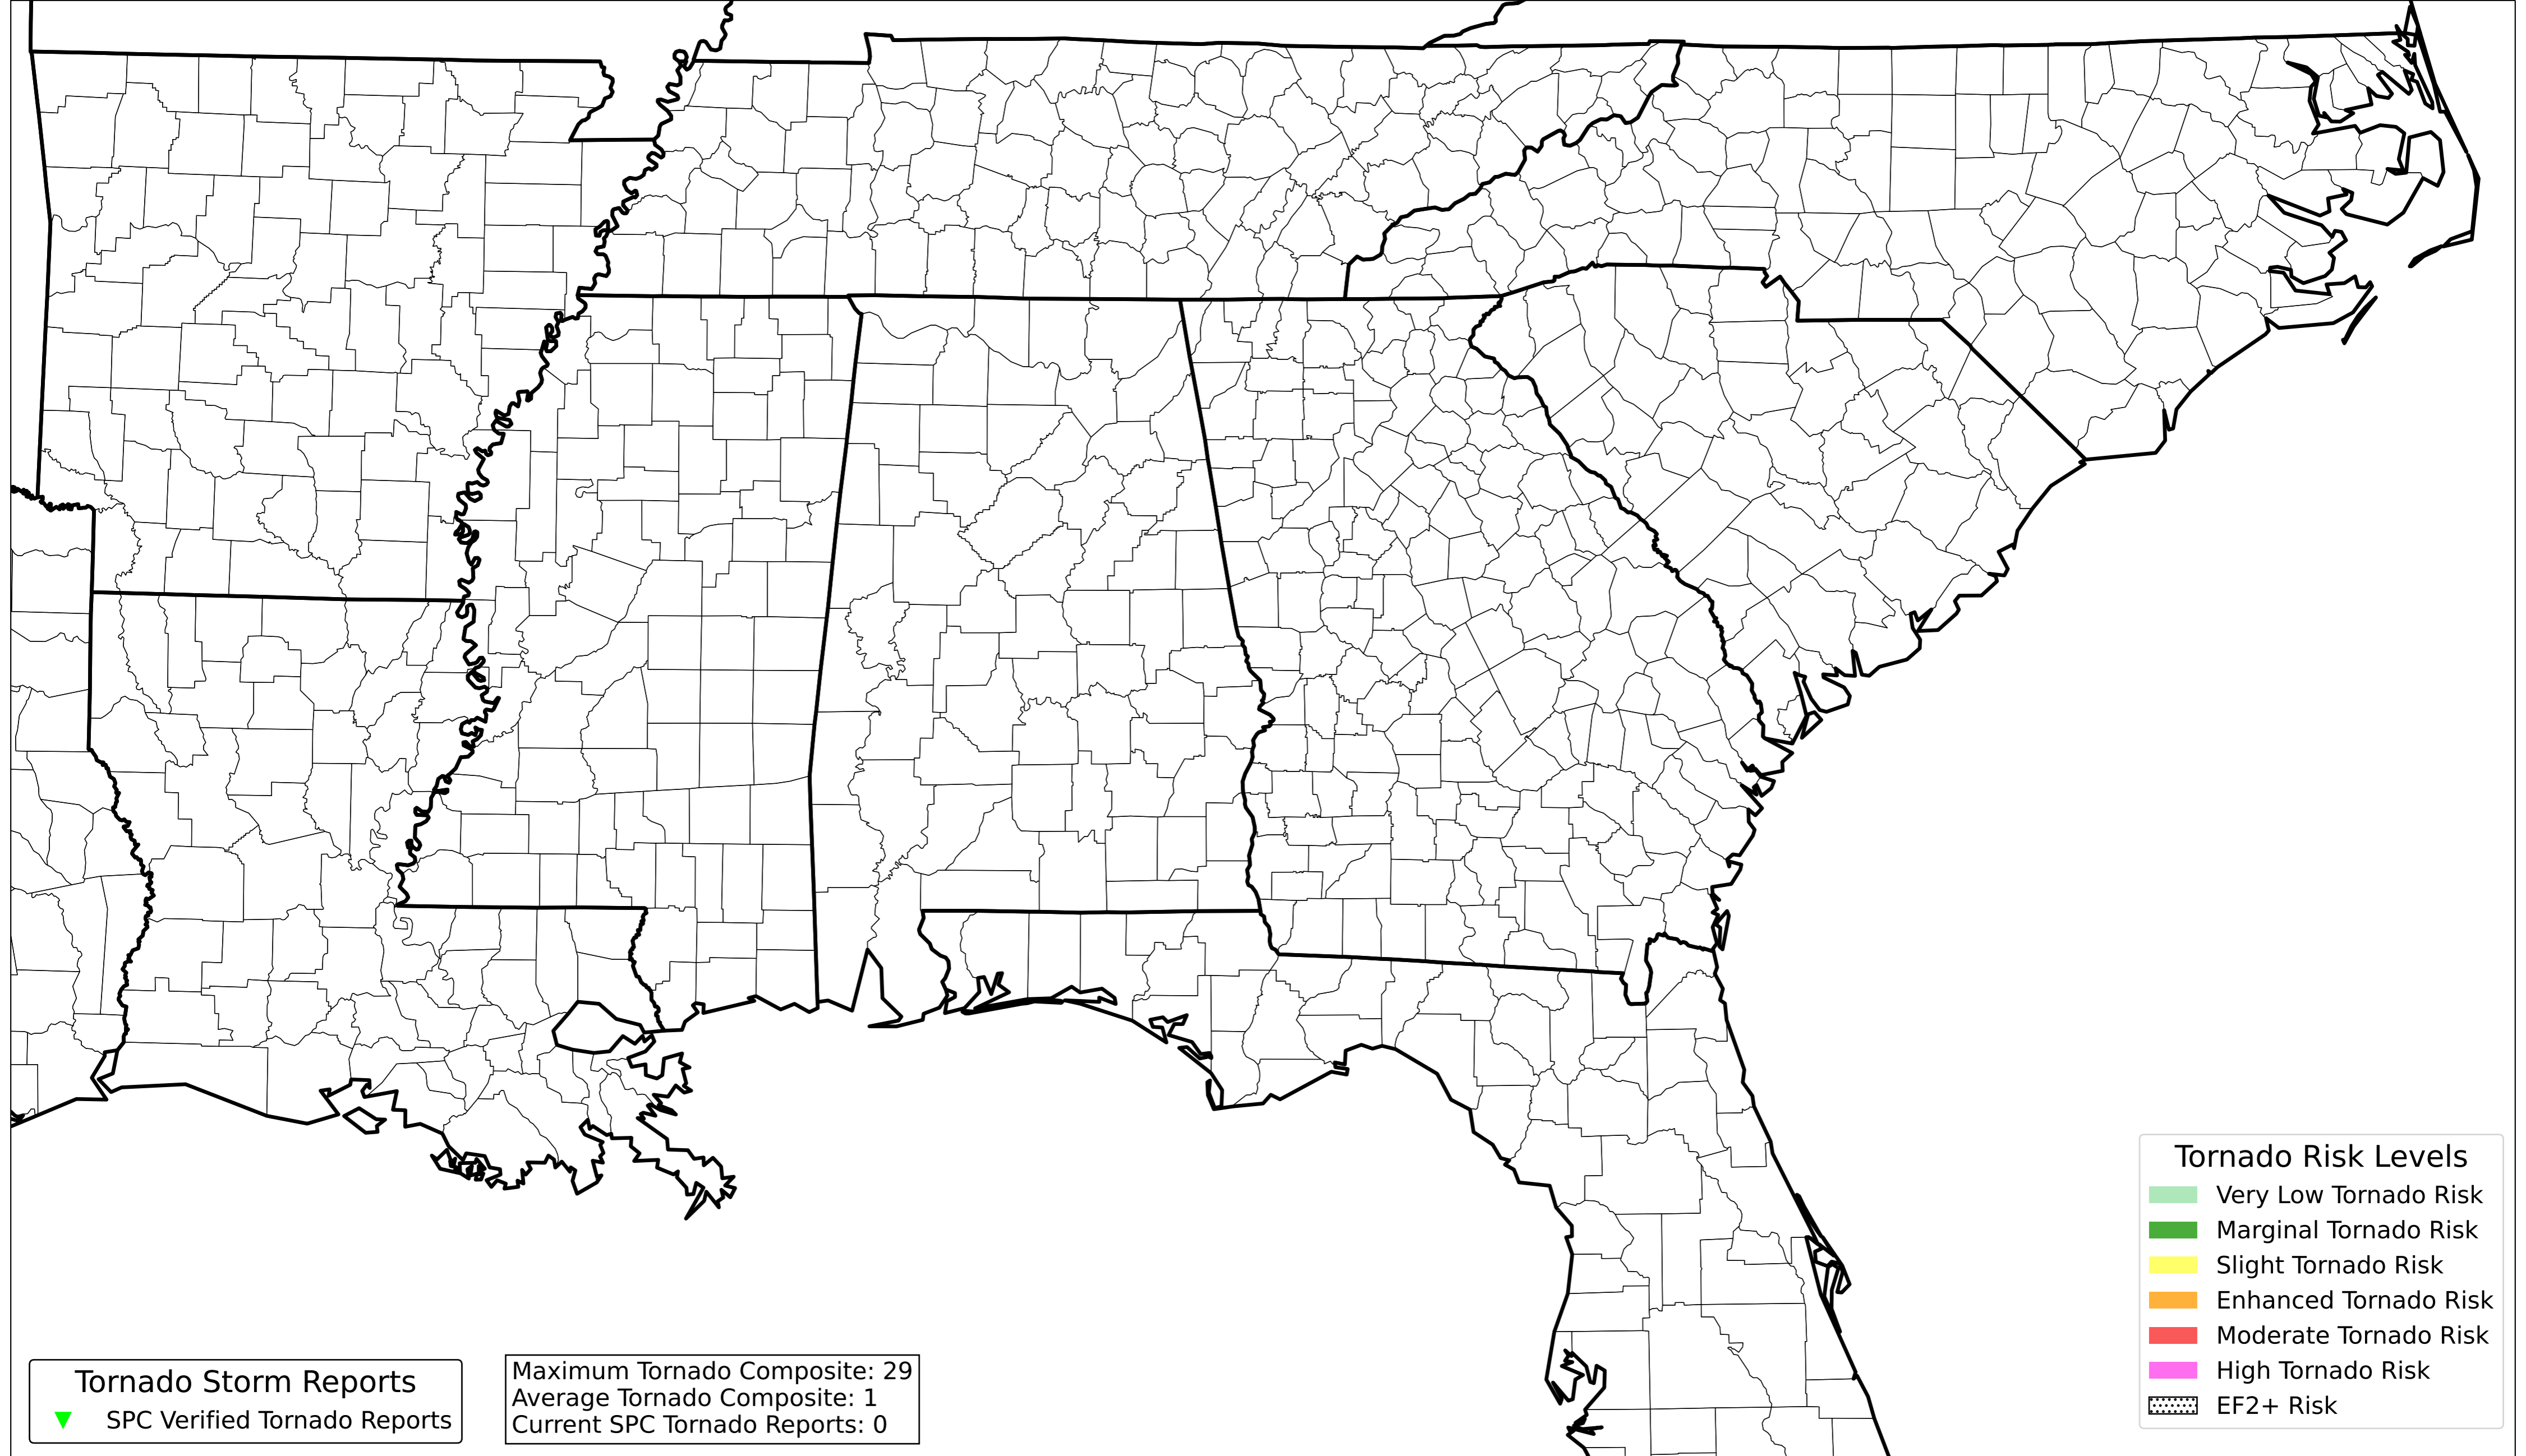 Tornado Storm Reports
SPC Verified Tornado Reports
Maximum Tornado Composite: 29
Average Tornado Composite: 1
Current SPC Tornado Reports: 0
Tornado Risk Levels
Very Low Tornado Risk
Marginal Tornado Risk
Slight Tornado Risk
Enhanced Tornado Risk
Moderate Tornado Risk
High Tornado Risk
EF2+ Risk